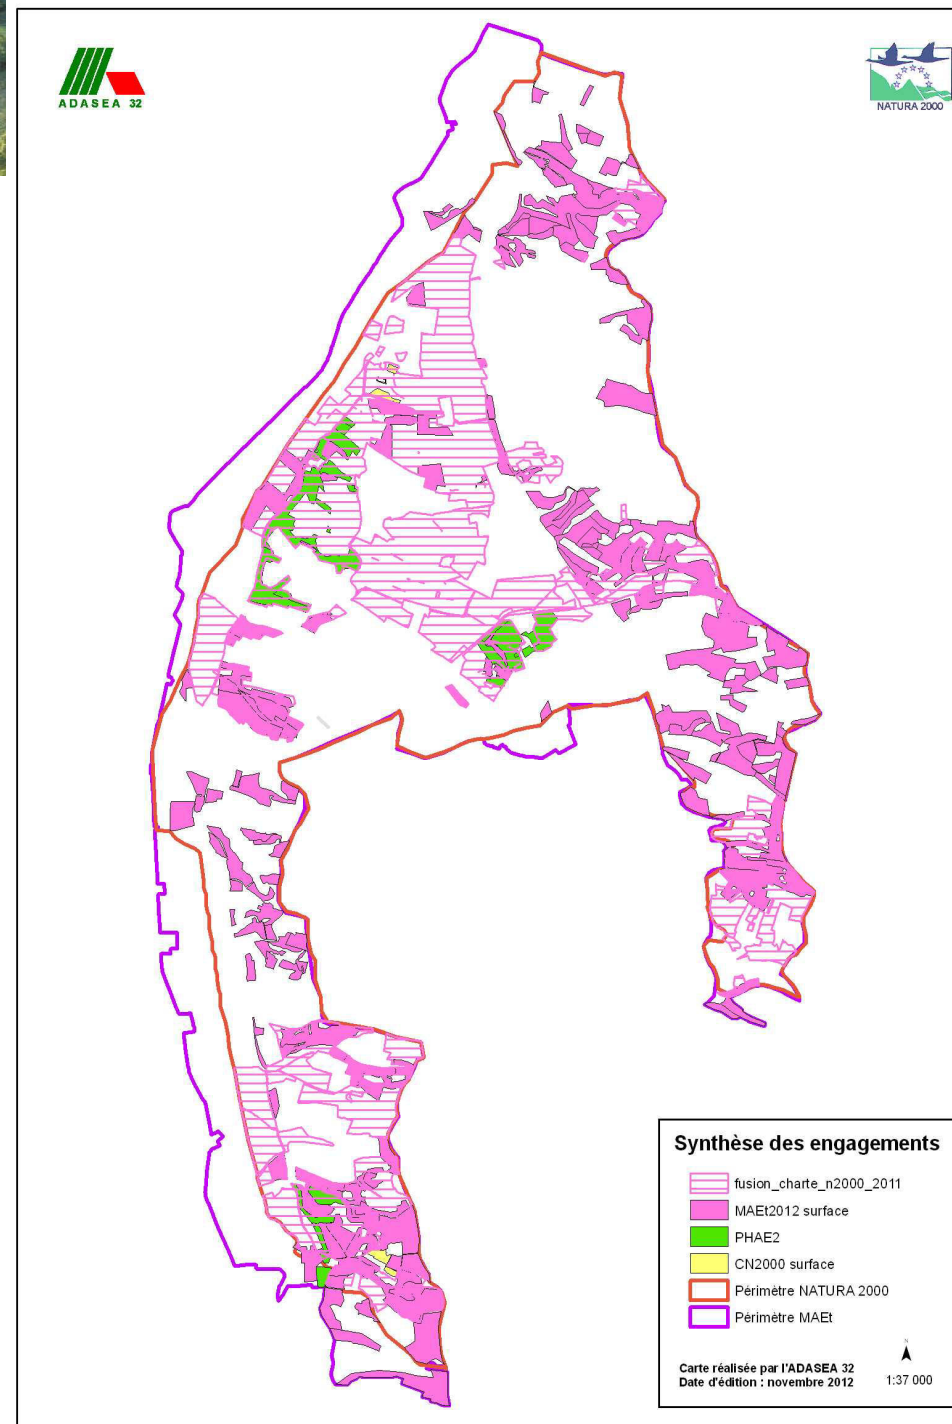 ADASEA 32
NATURA 2000
Synthèse des engagements
fusion_charte_n2000_2011
MAEt2012 surface
PHAE2
CN2000 surface
Périmètre NATURA 2000
Périmètre MAEt
N
Carte réalisée par l'ADASEA 32
Date d'édition : novembre 2012
1:37 000